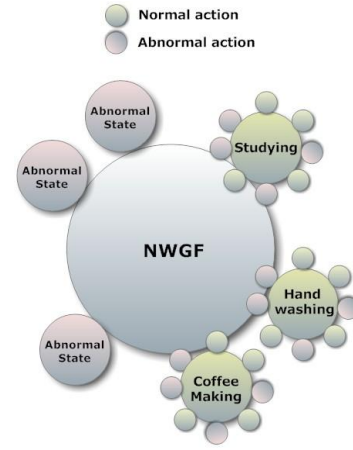 Normal action
Abnormal action
Abnormal
State
Studying
Abnormal
State
NWGF
Hand
washing
Abnormal
State
Coffee
Making